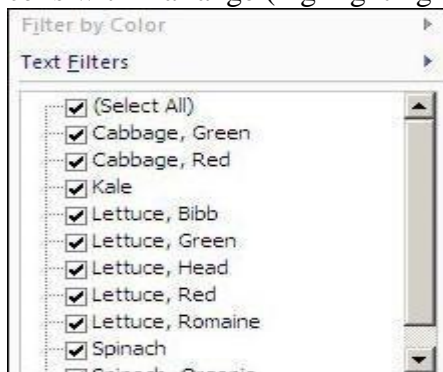 Filter by Color
Text Filters
(Select All)
Cabbage, Green
Cabbage, Red
Kale
Lettuce, Bibb
Lettuce, Green
Lettuce, Head
Lettuce, Red
Lettuce, Romaine
Spinach